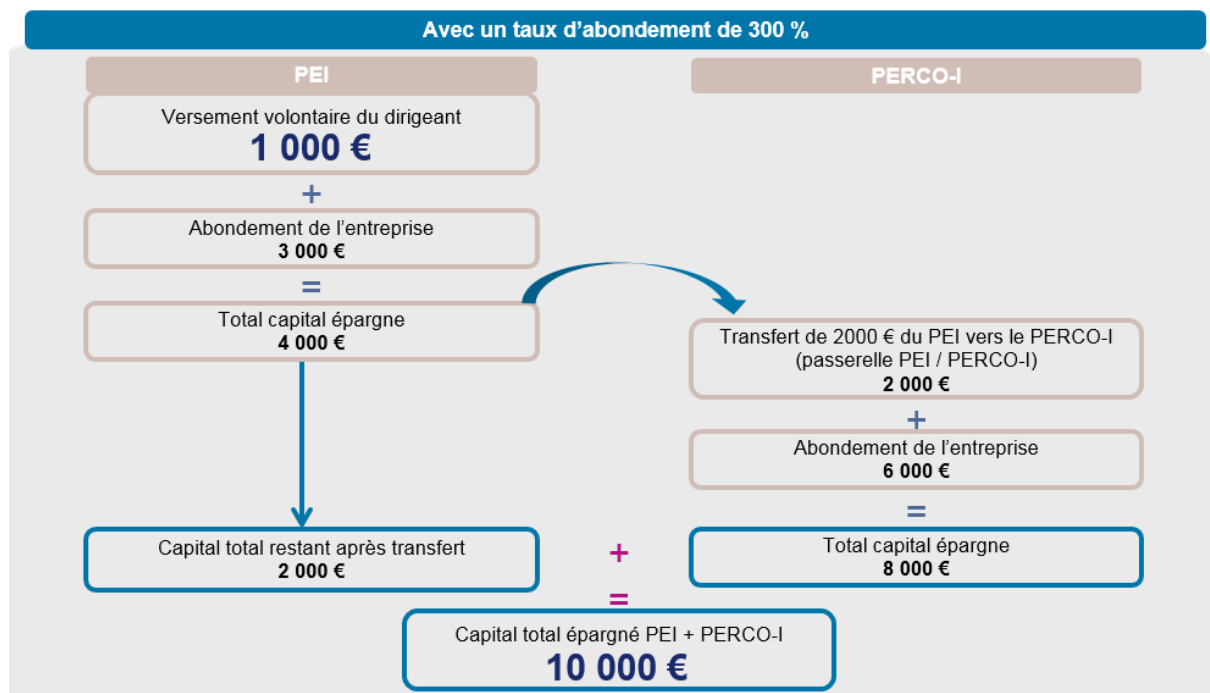 Avec un taux d’abondement de 300 %
PEI
Versement volontaire du dirigeant
1 000 €
+
Abondement de l’entreprise
3 000 €
=
Total capital épargne
4 000 €
Capital total restant après transfert
2 000 €
PERCO-I
Transfert de 2000 € du PEI vers le PERCO-I
(passerelle PEI / PERCO-I)
2 000 €
+
Abondement de l’entreprise
6 000 €
=
Total capital épargne
8 000 €
+
=
Capital total épargné PEI + PERCO-I
10 000 €